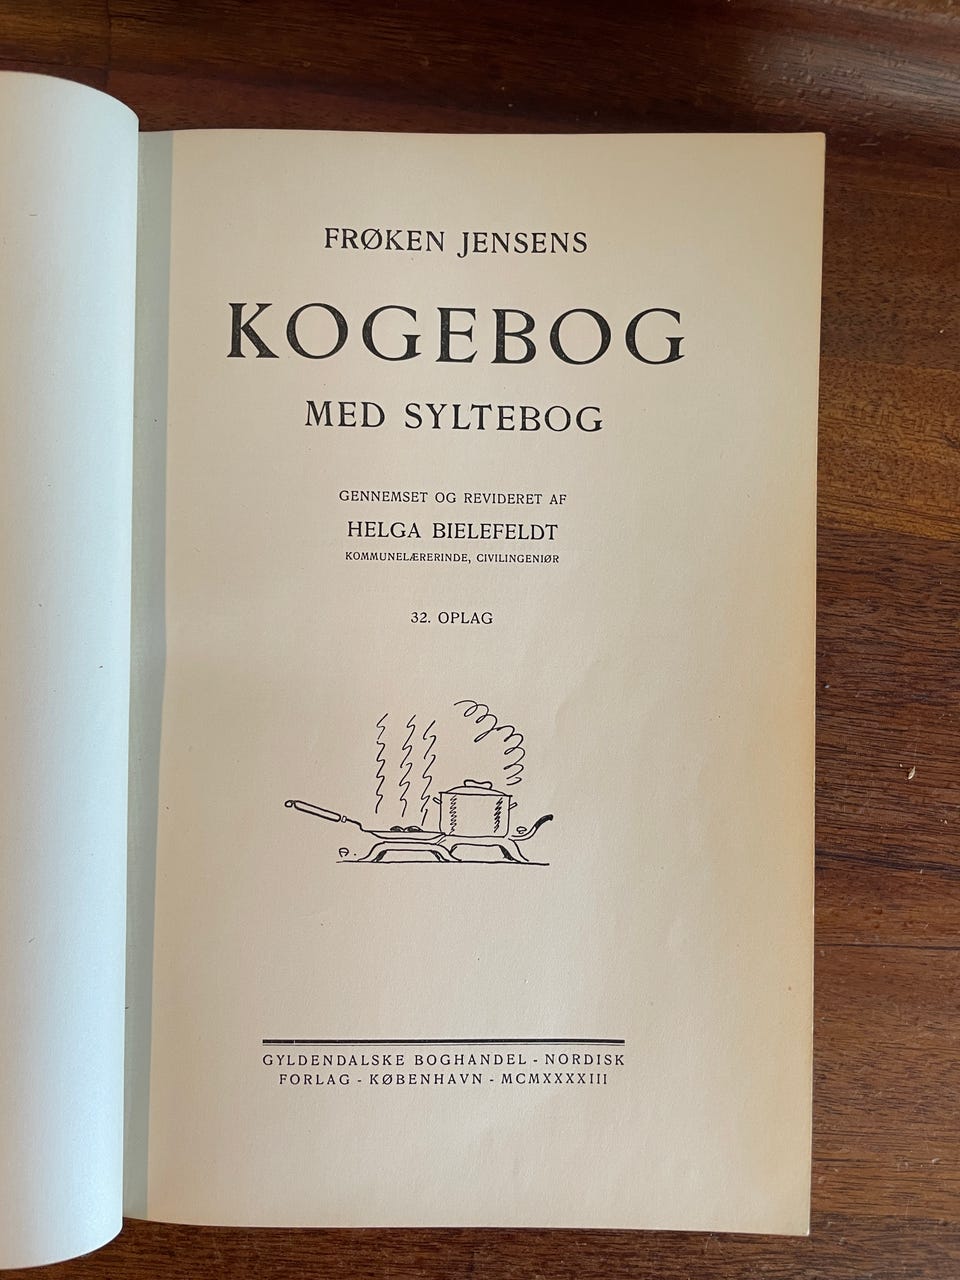 FRØKEN JENSENS
KOGEBOG
MED SYLTEBOG
GENNEMSET OG REVIDERET AF
HELGA BIELEFELDT
KOMMUNELÆRERINDE, CIVILINGENIØR
32. OPLAG
A.
GYLDENDALSKE BOGHANDEL - NORDISK
FORLAG - KØBENHAVN - MCMXXXXIII